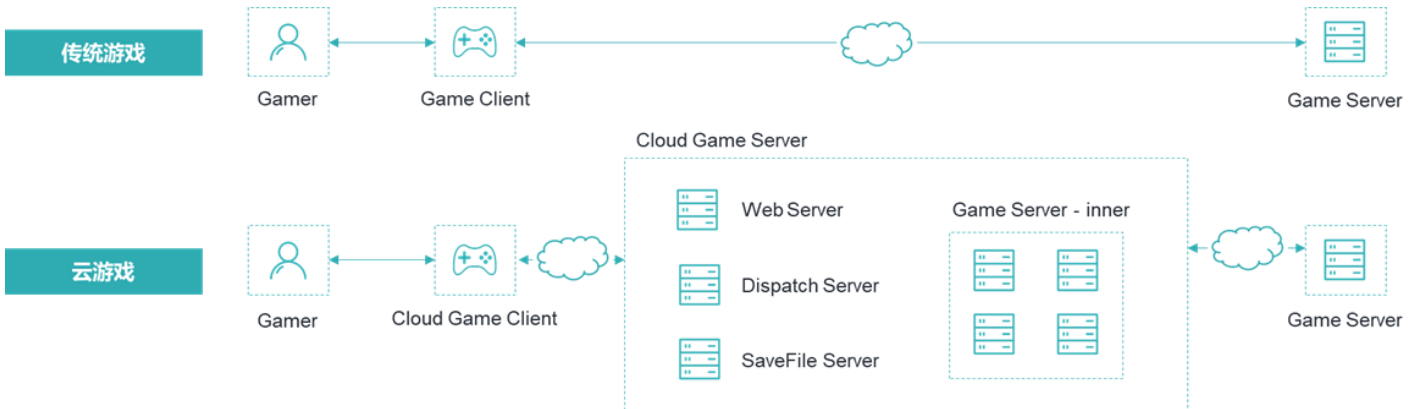 传统游戏
Gamer
Game Client
Game Server
Cloud Game Server
Web Server
Game Server - inner
云游戏
Dispatch Server
Gamer
Cloud Game Client
Game Server
SaveFile Server